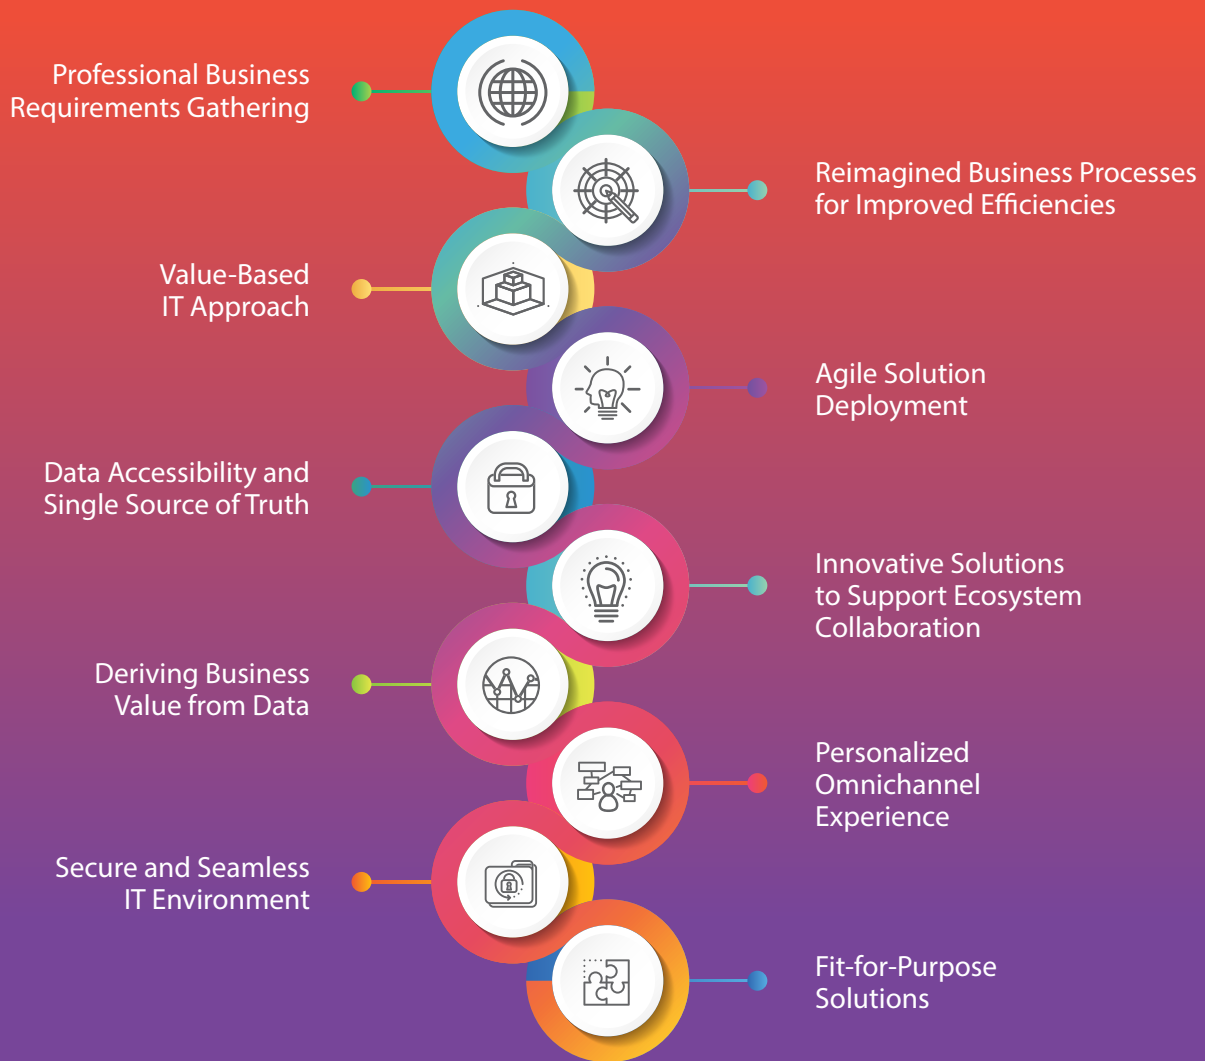 Professional Business
Requirements Gathering
Reimagined Business Processes
for Improved Efficiencies
Value-Based
IT Approach
Agile Solution
Deployment
Data Accessibility and
Single Source of Truth
Innovative Solutions
to Support Ecosystem
Collaboration
Deriving Business
Value from Data
Personalized
Omnichannel
Experience
Secure and Seamless
IT Environment
Fit-for-Purpose
Solutions